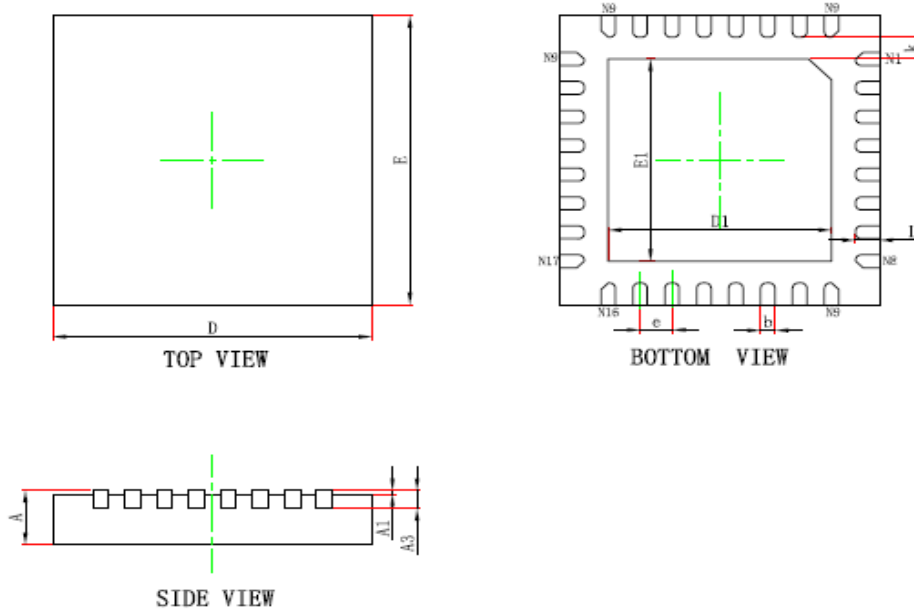 N9 N9
N9 N1
k
E
E1
D1
L
N17 N8
N16 N9
D
e b
TOP VIEW
BOTTOM VIEW
A
A1
A3
SIDE VIEW